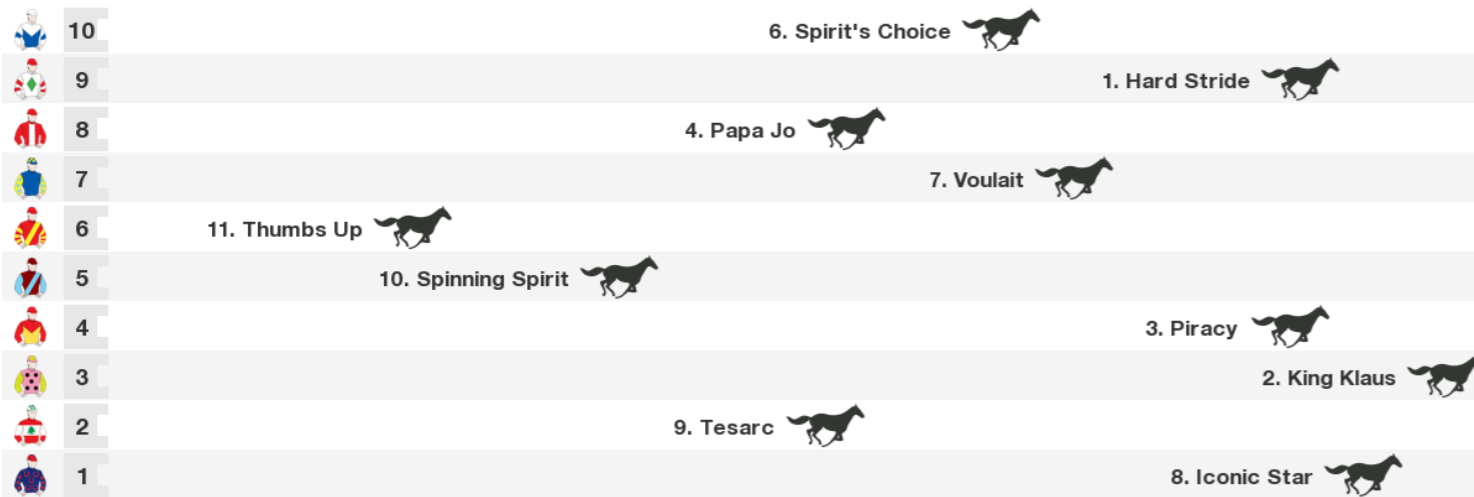 10 6. Spirit's Choice
9 1. Hard Stride
8 4. Papa Jo
7 7. Voulait
6 11. Thumbs Up
5 10. Spinning Spirit
4 3. Piracy
3 2. King Klaus
2 9. Tesarc
1 8. Iconic Star